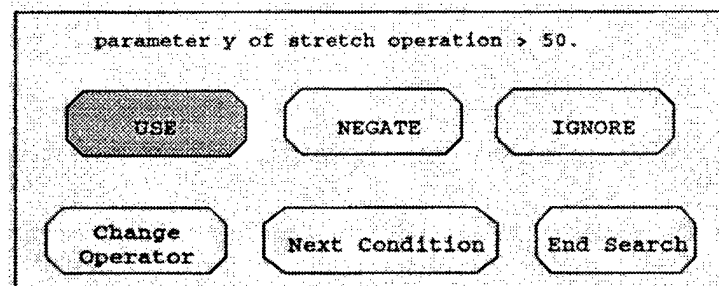 parameter y of stretch operation > 50.
USE
NEGATE
IGNORE
Change
Operator
Next Condition
End Search